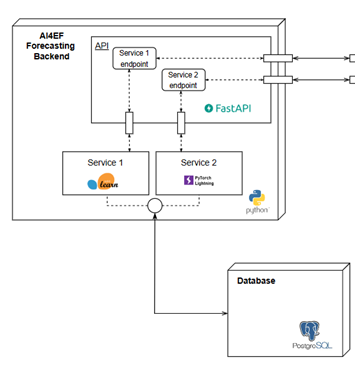 AI4EF
Forecasting
Backend
API
Service 1
endpoint
Service 2
endpoint
FastAPI
Service 1
learn
Service 2
PyTorch
Lightning
python
Database
PostgreSQL